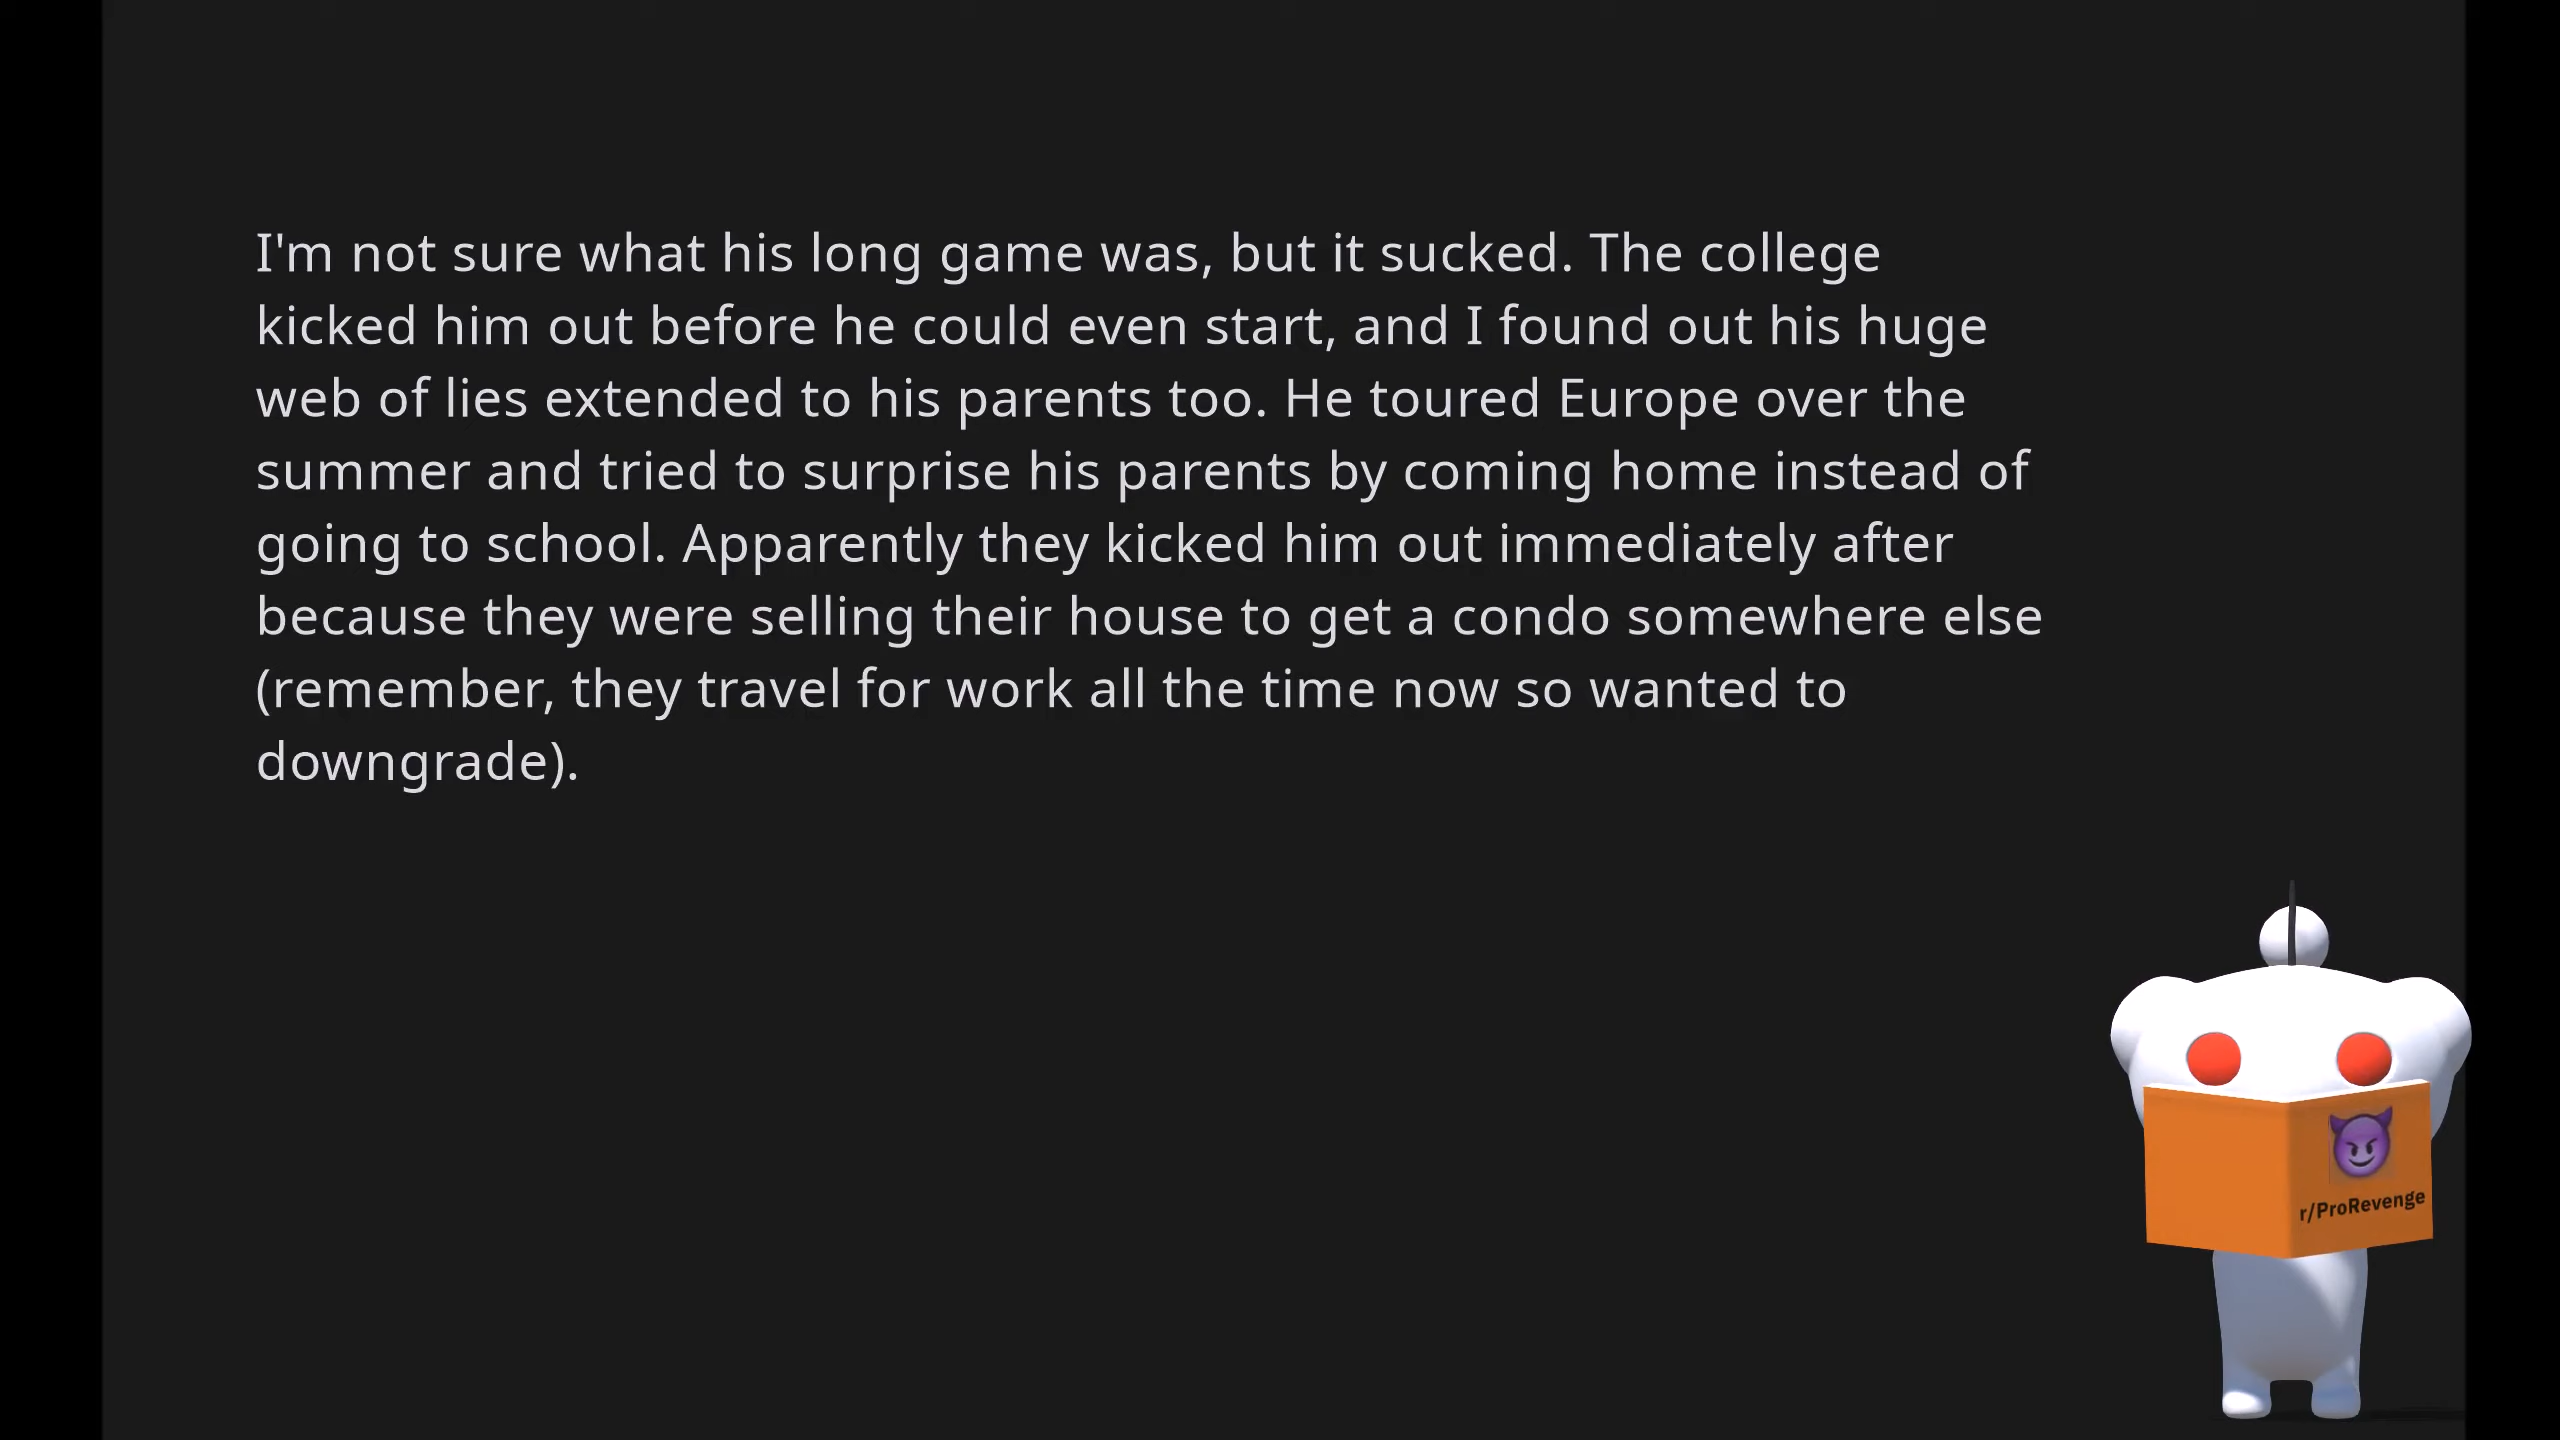 I'm not sure what his long game was, but it sucked. The college
kicked him out before he could even start, and I found out his huge
web of lies extended to his parents too. He toured Europe over the
summer and tried to surprise his parents by coming home instead of
going to school. Apparently they kicked him out immediately after
because they were selling their house to get a condo somewhere else
(remember, they travel for work all the time now so wanted to
downgrade).
r/ProRevenge